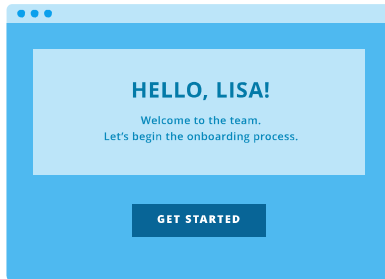 HELLO, LISA!
Welcome to the team.
Let's begin the onboarding process.
GET STARTED